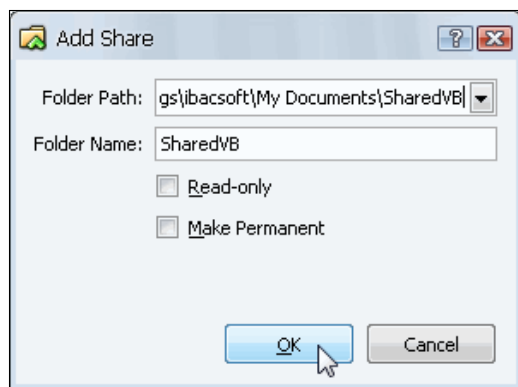 Add Share
Folder Path: gs\ibacsoft\My Documents\SharedVB
Folder Name: SharedVB
Read-only
Make Permanent
OK Cancel